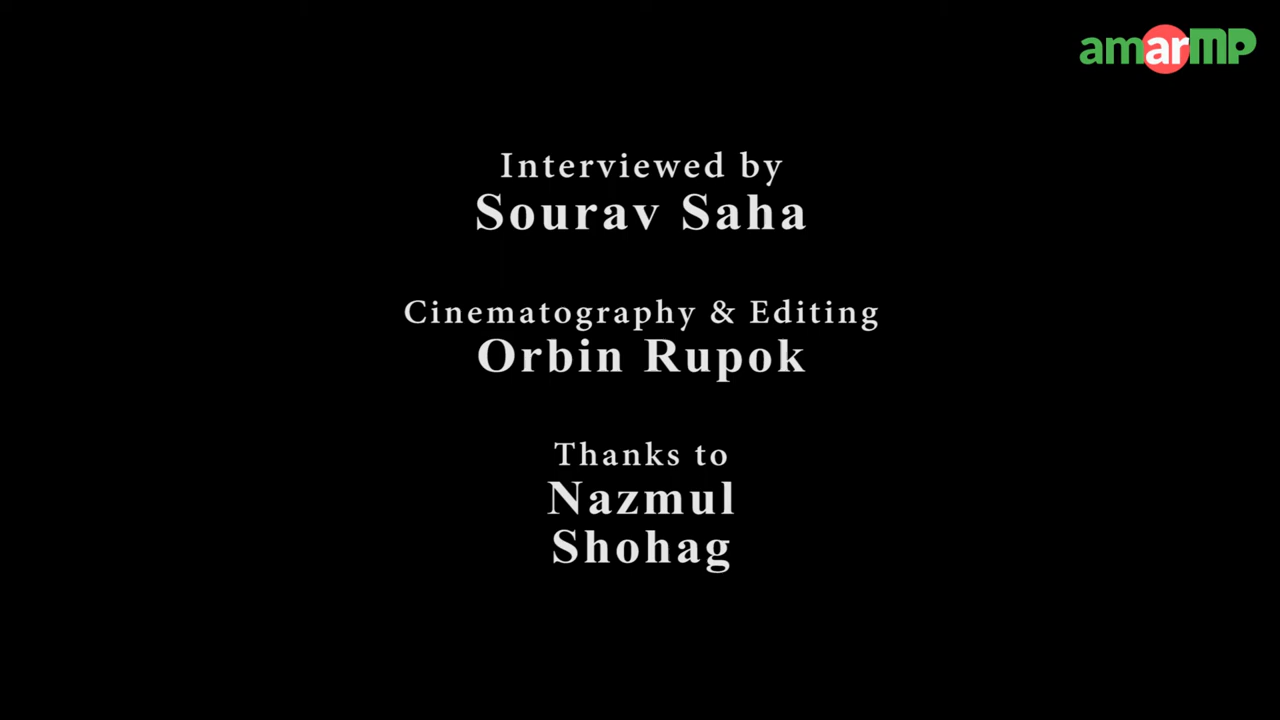 amarMP
Interviewed by
Sourav Saha
Cinematography & Editing
Orbin Rupok
Thanks to
Nazmul
Shohag